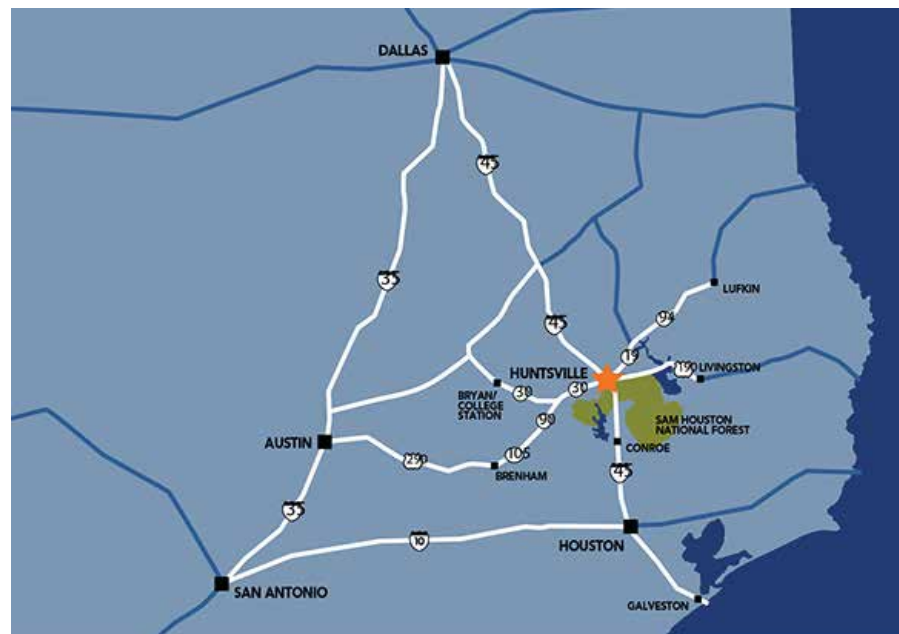 DALLAS
45
35
45
94
LUFKIN
19
HUNTSVILLE
190
LIVINGSTON
BRYAN/
COLLEGE
STATION
30
30
90
SAM HOUSTON
NATIONAL FOREST
AUSTIN
290
105
BRENHAM
CONROE
45
35
10
HOUSTON
SAN ANTONIO
GALVESTON